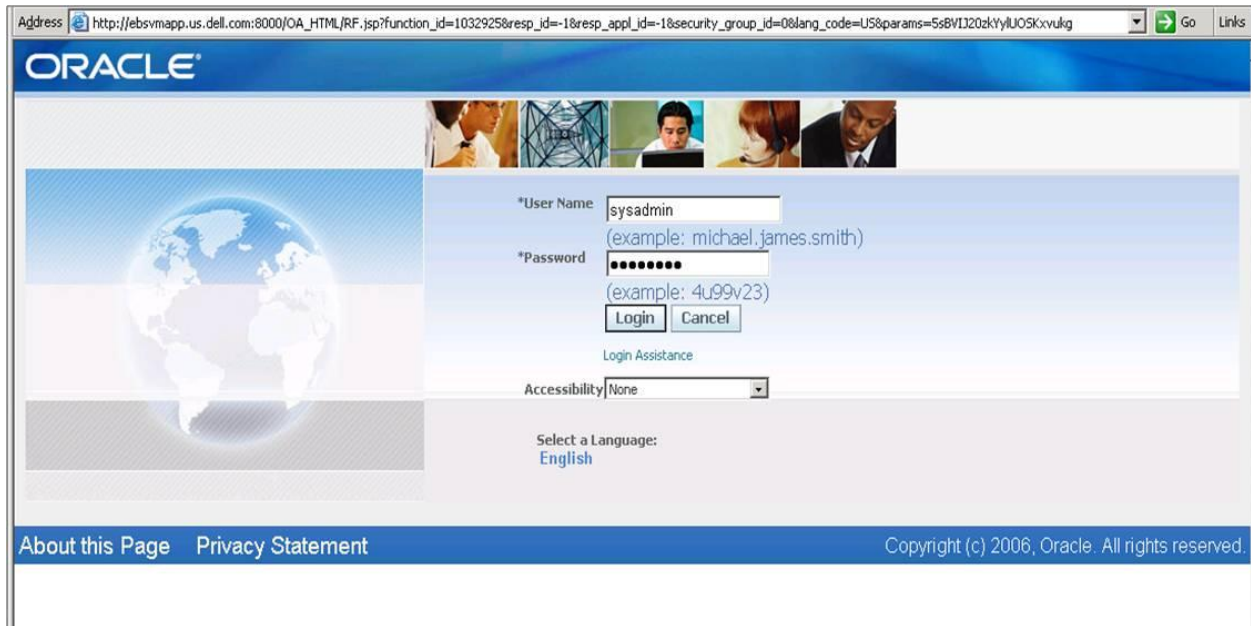 Address http://ebsvmapp.us.dell.com:8000/OA_HTML/RF.jsp?function_id=1032925&resp_id=-1&resp_appl_id=-1&security_group_id=0&lang_code=US&params=5sBVIJ20zkYylUOSKxvukg Go Links
ORACLE®
*User Name sysadmin
(example: michael.james.smith)
*Password ••••••••
(example: 4u99v23)
Login Cancel
Login Assistance
Accessibility None
Select a Language:
English
About this Page Privacy Statement Copyright (c) 2006, Oracle. All rights reserved.